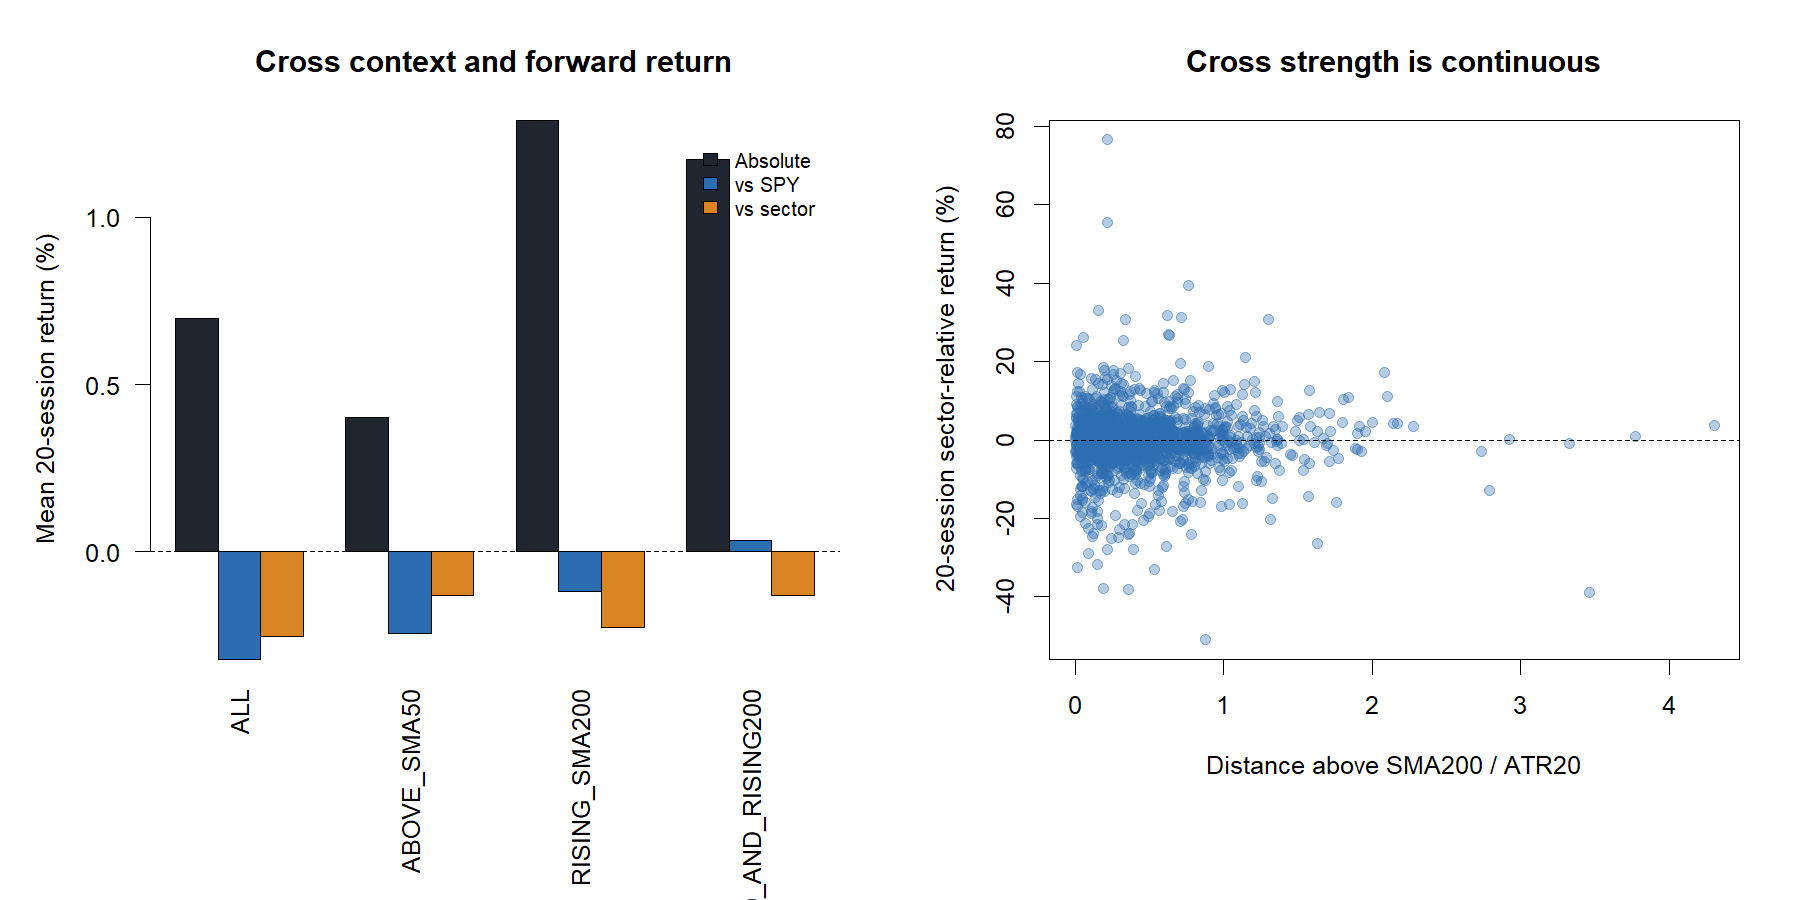 Cross context and forward return
Mean 20-session return (%)
1.0
0.5
0.0
Absolute
vs SPY
vs sector
ALL
ABOVE_SMA50
RISING_SMA200
_AND_RISING200
Cross strength is continuous
20-session sector-relative return (%)
80
60
40
20
0
-20
-40
0
1
2
3
4
Distance above SMA200 / ATR20